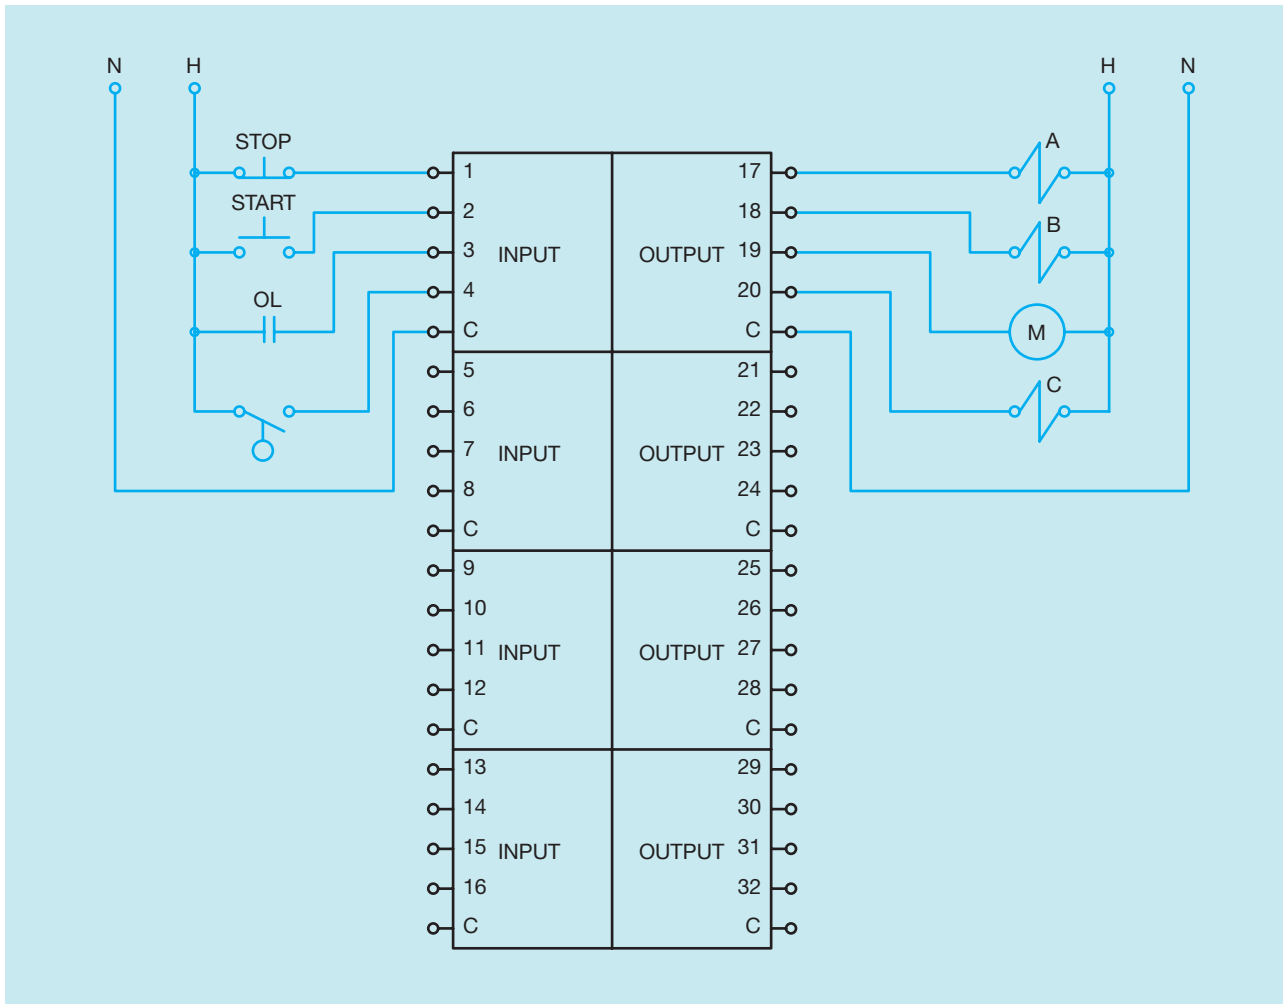 N H H N
STOP
START
OL
A
B
M
C
1 17
2 18
3 INPUT OUTPUT 19
4 20
C C
5 21
6 22
7 INPUT OUTPUT 23
8 24
C C
9 25
10 26
11 INPUT OUTPUT 27
12 28
C C
13 29
14 30
15 INPUT OUTPUT 31
16 32
C C